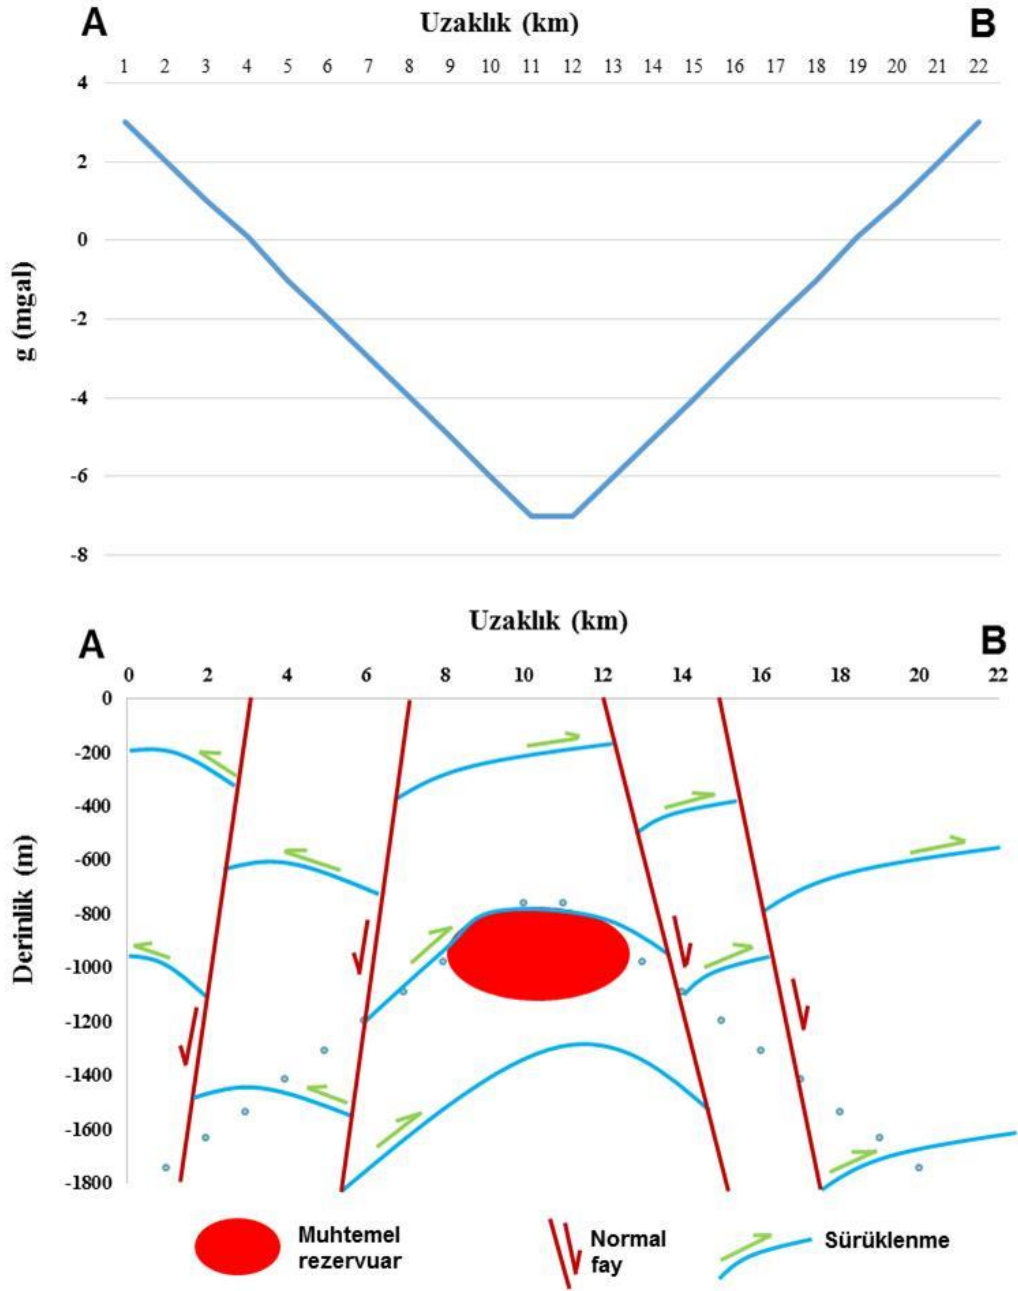 A Uzaklık (km) B
1 2 3 4 5 6 7 8 9 10 11 12 13 14 15 16 17 18 19 20 21 22
4
2
0
-2
-4
-6
-8
g (mgal)
Uzaklık (km)
A B
0 2 4 6 8 10 12 14 16 18 20 22
0
-200
-400
-600
-800
-1000
-1200
-1400
-1600
-1800
Derinlik (m)
Muhtemel
rezervuar
Normal
fay
Sürüklenme